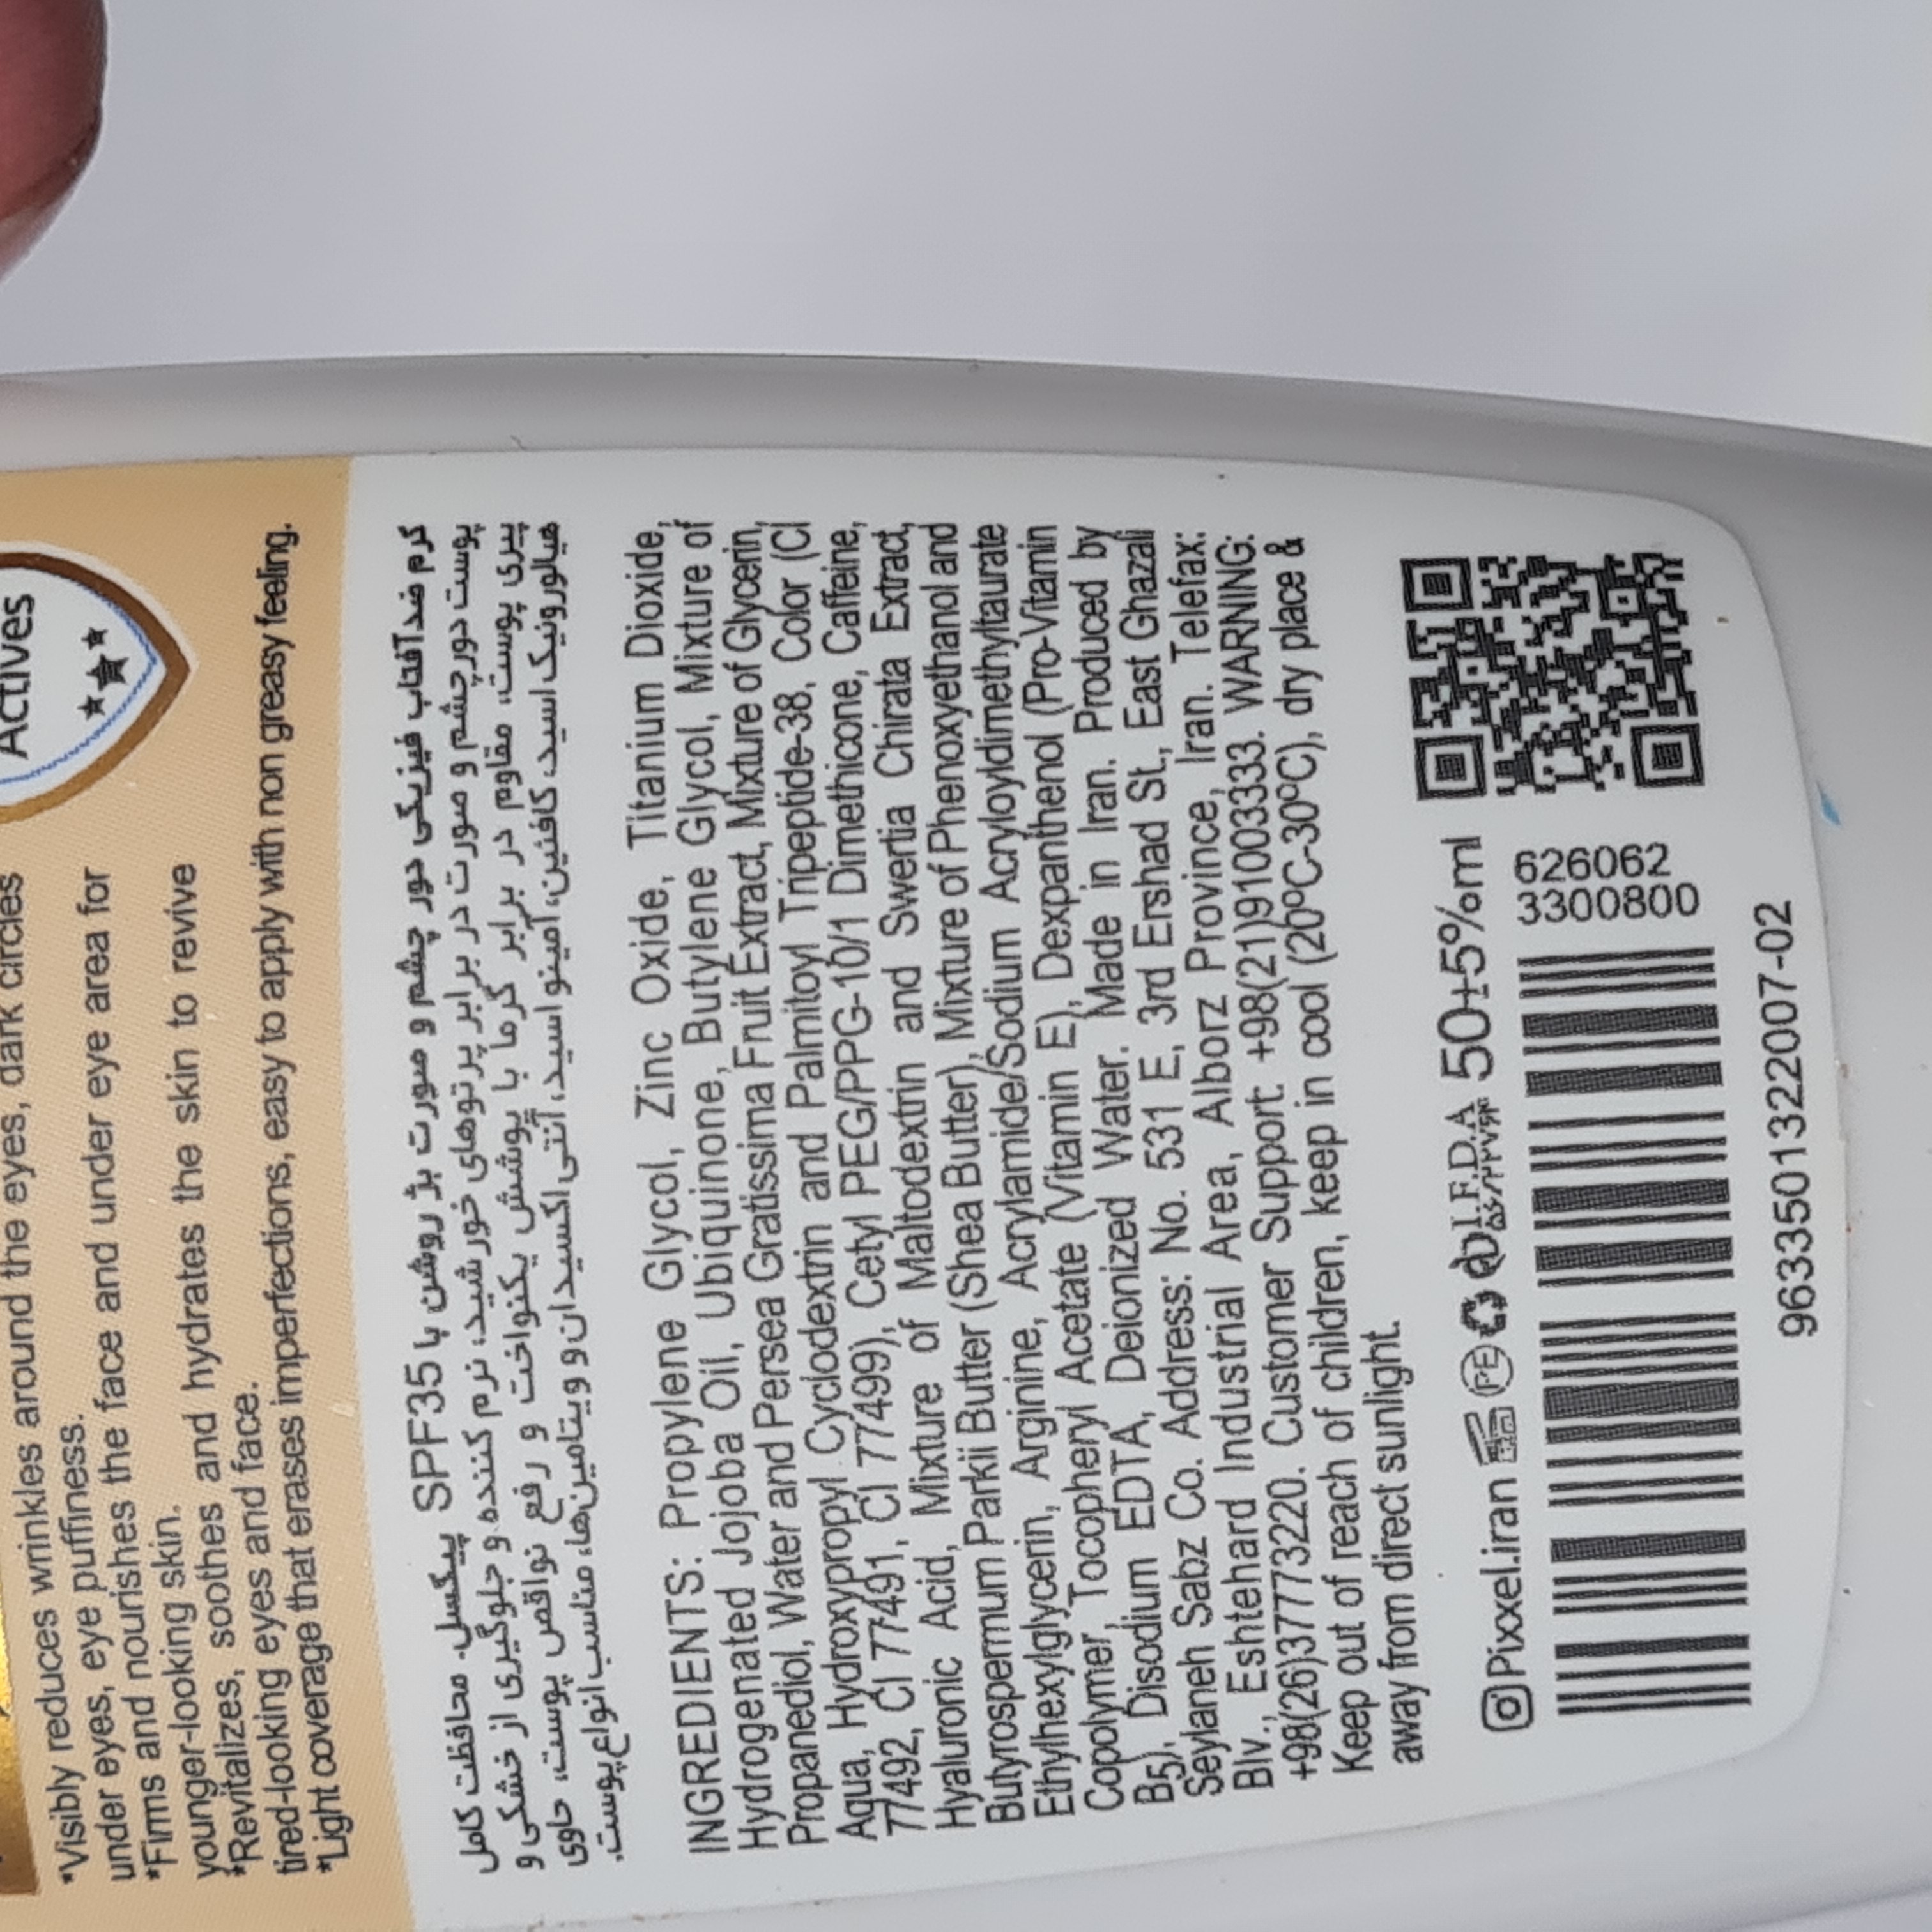 Actives
*Visibly reduces wrinkles around the eyes, dark circles
under eyes, eye puffiness.
*Firms and nourishes the face and under eye area for
younger-looking skin.
*Revitalizes, soothes and hydrates the skin to revive
tired-looking eyes and face.
*Light coverage that erases imperfections, easy to apply with non greasy feeling.
کرم ضد آفتاب فیزیکی دور چشم و صورت بژ روشن با SPF35 پیکسل، محافظت کامل
پوست دور چشم و صورت در برابر پرتوهای خورشید، نرم کننده و جلوگیری از خشکی و
پیری پوست، مقاوم در برابر گرما با پوشش یکنواخت و رفع نواقص پوست، حاوی
هیالورونیک اسید، کافئین، آمینو اسید، آنتی اکسیدان و ویتامین‌ها، مناسب انواع پوست.
INGREDIENTS: Propylene Glycol, Zinc Oxide, Titanium Dioxide,
Hydrogenated Jojoba Oil, Ubiquinone, Butylene Glycol, Mixture of
Propanediol, Water and Persea Gratissima Fruit Extract, Mixture of Glycerin,
Aqua, Hydroxypropyl Cyclodextrin and Palmitoyl Tripeptide-38, Color (CI
77492, CI 77491, CI 77499), Cetyl PEG/PPG-10/1 Dimethicone, Caffeine,
Hyaluronic Acid, Mixture of Maltodextrin and Swertia Chirata Extract,
Butyrospermum Parkii Butter (Shea Butter), Mixture of Phenoxyethanol and
Ethylhexylglycerin, Arginine, Acrylamide/Sodium Acryloyldimethyltaurate
Copolymer, Tocopheryl Acetate (Vitamin E), Dexpanthenol (Pro-Vitamin
B5), Disodium EDTA, Deionized Water. Made in Iran. Produced by
Seylaneh Sabz Co. Address: No. 531 E, 3rd Ershad St., East Ghazali
Blv., Eshtehard Industrial Area, Alborz Province, Iran. Telefax:
+98(26)37773220. Customer Support: +98(21)91003333. WARNING:
Keep out of reach of children, keep in cool (20ºC-30ºC), dry place &
away from direct sunlight.
Pixxel.iran PE I.F.D.A 50±5%ml
626062
3300800
9633501322007-02